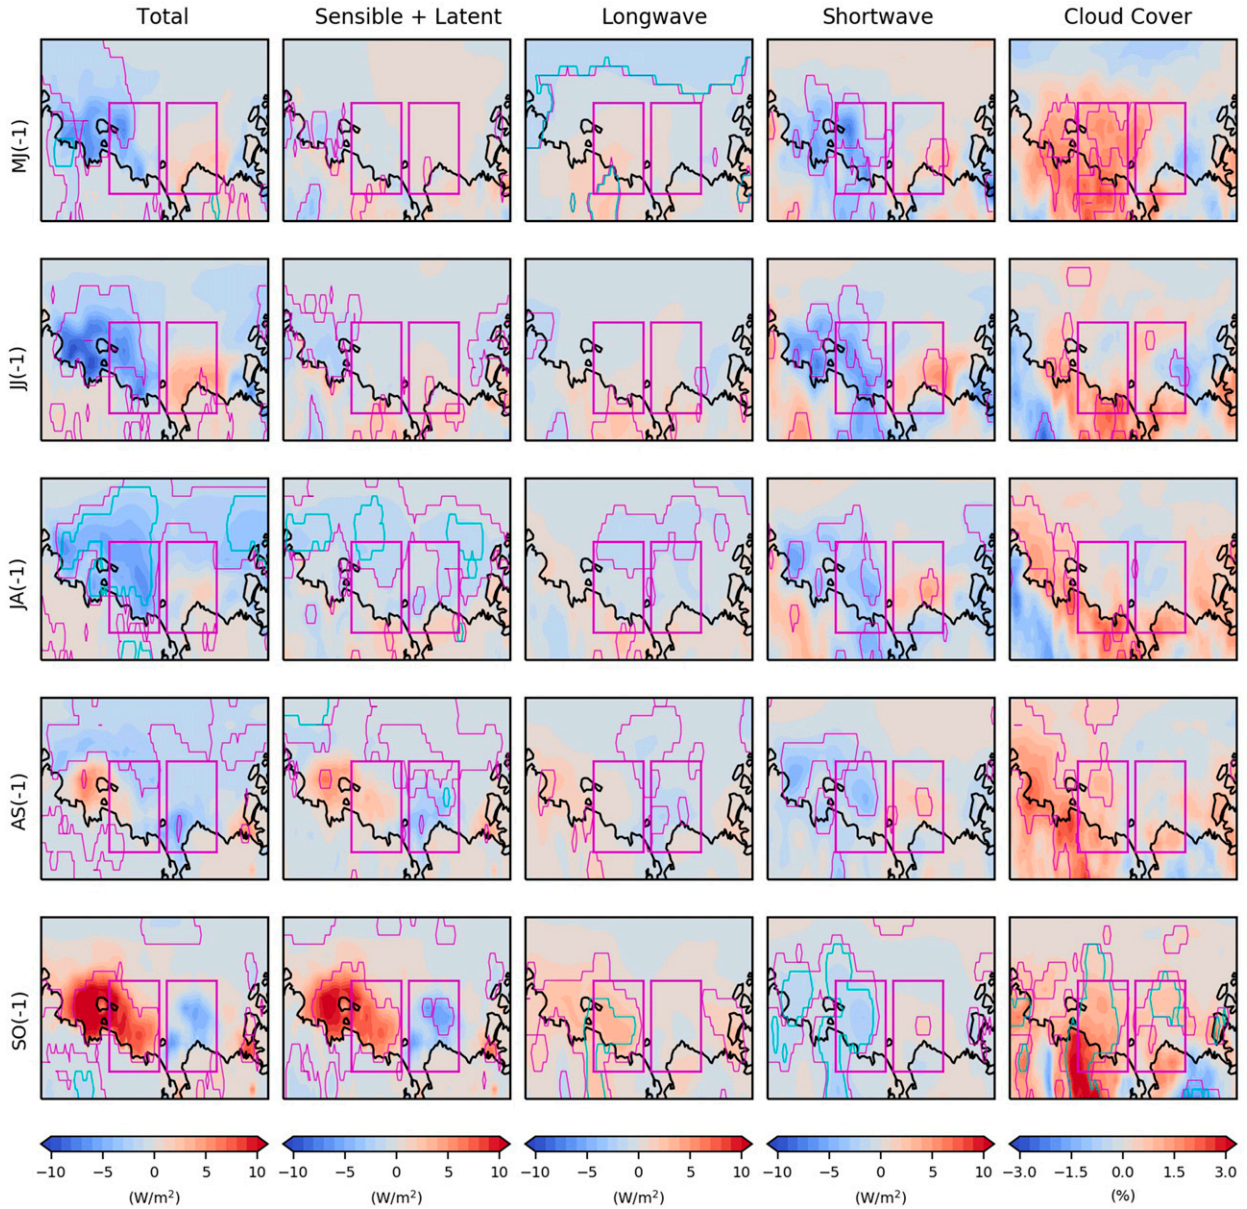 Total Sensible + Latent Longwave Shortwave Cloud Cover
MJ(-1)
JJ(-1)
JA(-1)
AS(-1)
SO(-1)
−10 −5 0 5 10 −10 −5 0 5 10 −10 −5 0 5 10 −10 −5 0 5 10 −3.0 −1.5 0.0 1.5 3.0
(W/m²) (W/m²) (W/m²) (W/m²) (%)